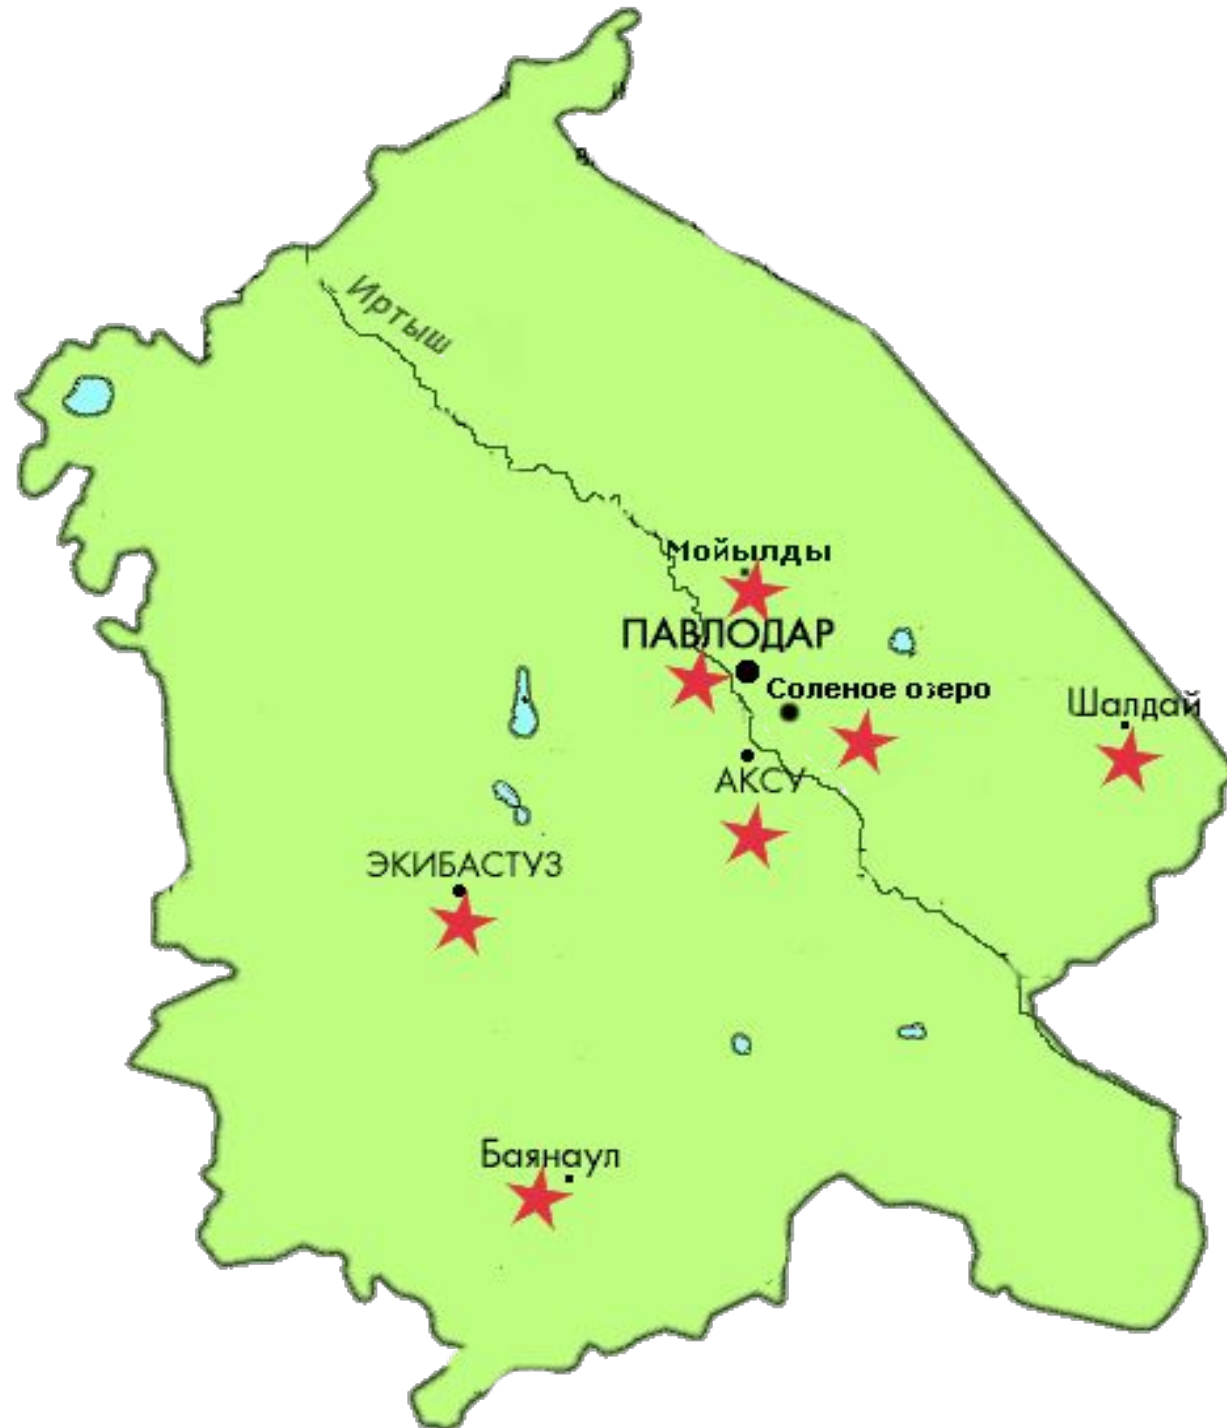 Иртыш
Мойылды
ПАВЛОДАР
Соленое озеро
Шалдай
АКСУ
ЭКИБАСТУЗ
Баянаул